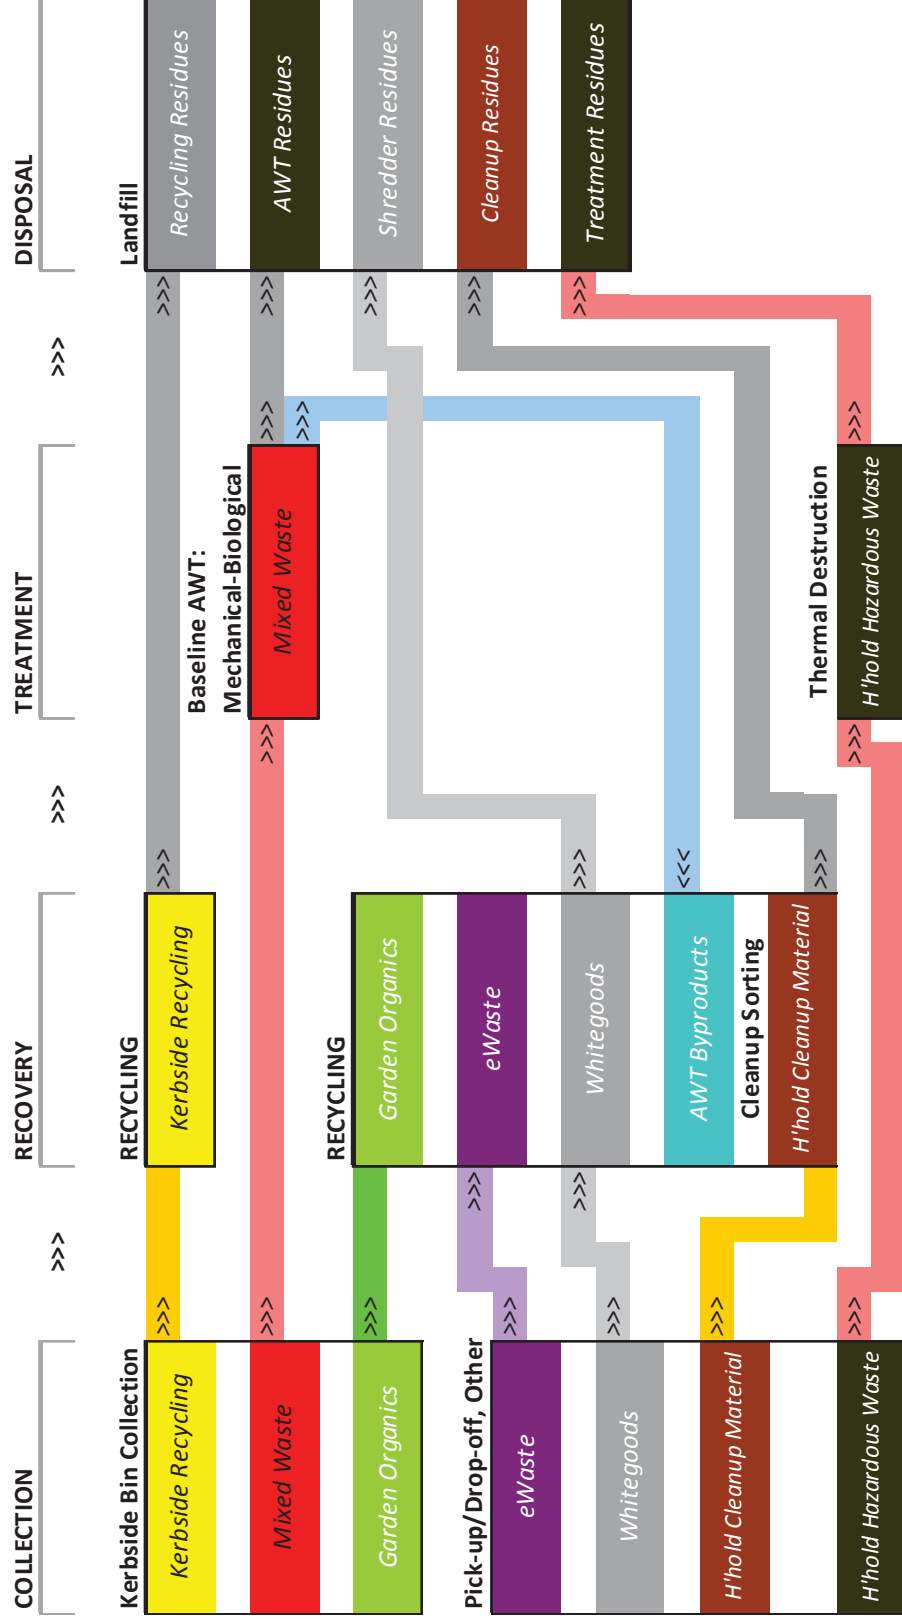 COLLECTION
>>>
RECOVERY
>>>
TREATMENT
>>>
DISPOSAL
Kerbside Bin Collection
Kerbside Recycling
>>>
Mixed Waste
>>>
Garden Organics
>>>
Pick-up/Drop-off, Other
eWaste
>>>
Whitegoods
>>>
H'hold Cleanup Material
>>>
H'hold Hazardous Waste
>>>
RECYCLING
Kerbside Recycling
>>>
RECYCLING
Garden Organics
>>>
eWaste
>>>
Whitegoods
>>>
AWT Byproducts
<<<
Cleanup Sorting
H'hold Cleanup Material
>>>
Baseline AWT:
Mechanical-Biological
>>>
Mixed Waste
>>>
>>>
Thermal Destruction
>>>
H'hold Hazardous Waste
>>>
Landfill
>>>
Recycling Residues
>>>
AWT Residues
>>>
Shredder Residues
>>>
Cleanup Residues
>>>
Treatment Residues